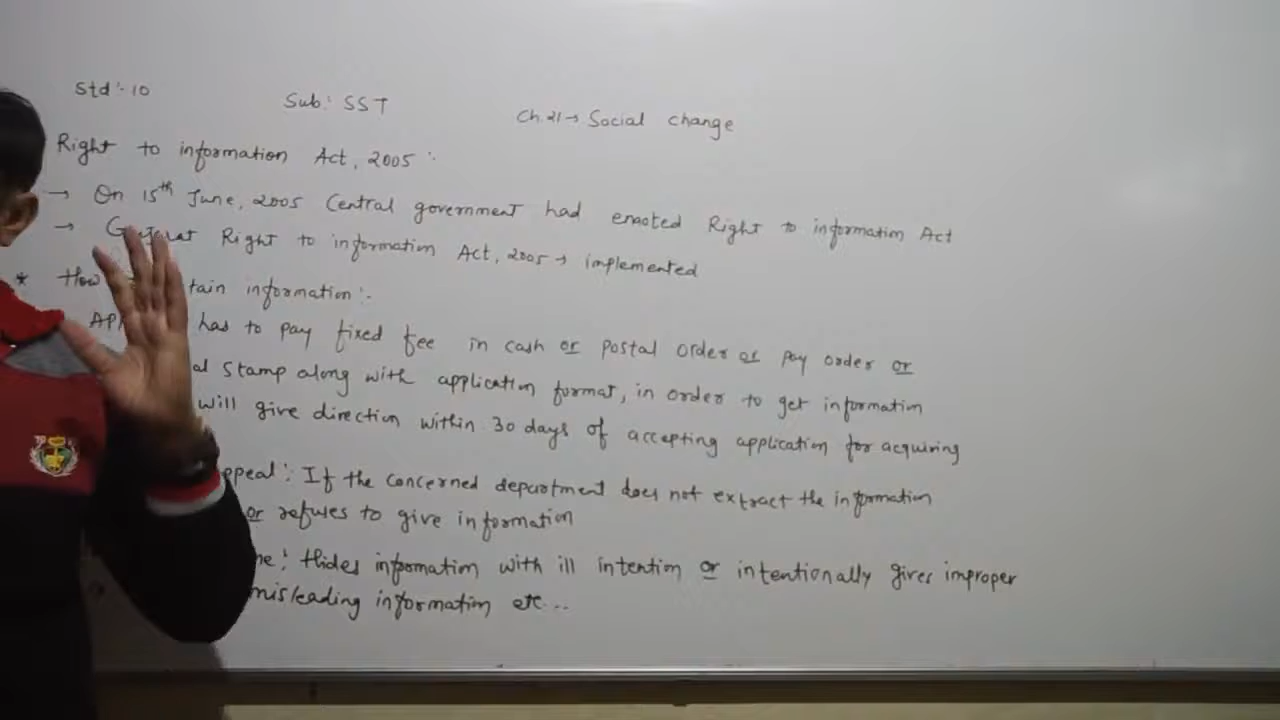 Std:- 10
Sub: SST
Ch. 21 → Social change
Right to information Act, 2005 :
→ On 15th June, 2005 Central government had enacted Right to information Act
→ Gujarat Right to information Act, 2005 → implemented
* How tain information :-
APP has to pay fixed fee in cash or postal order or pay order or
al stamp along with application format, in order to get information
will give direction within 30 days of accepting application for acquiring
ppeal : If the concerned department does not extract the information
or refuses to give information
ne : Hides information with ill intention or intentionally gives improper
misleading information etc...